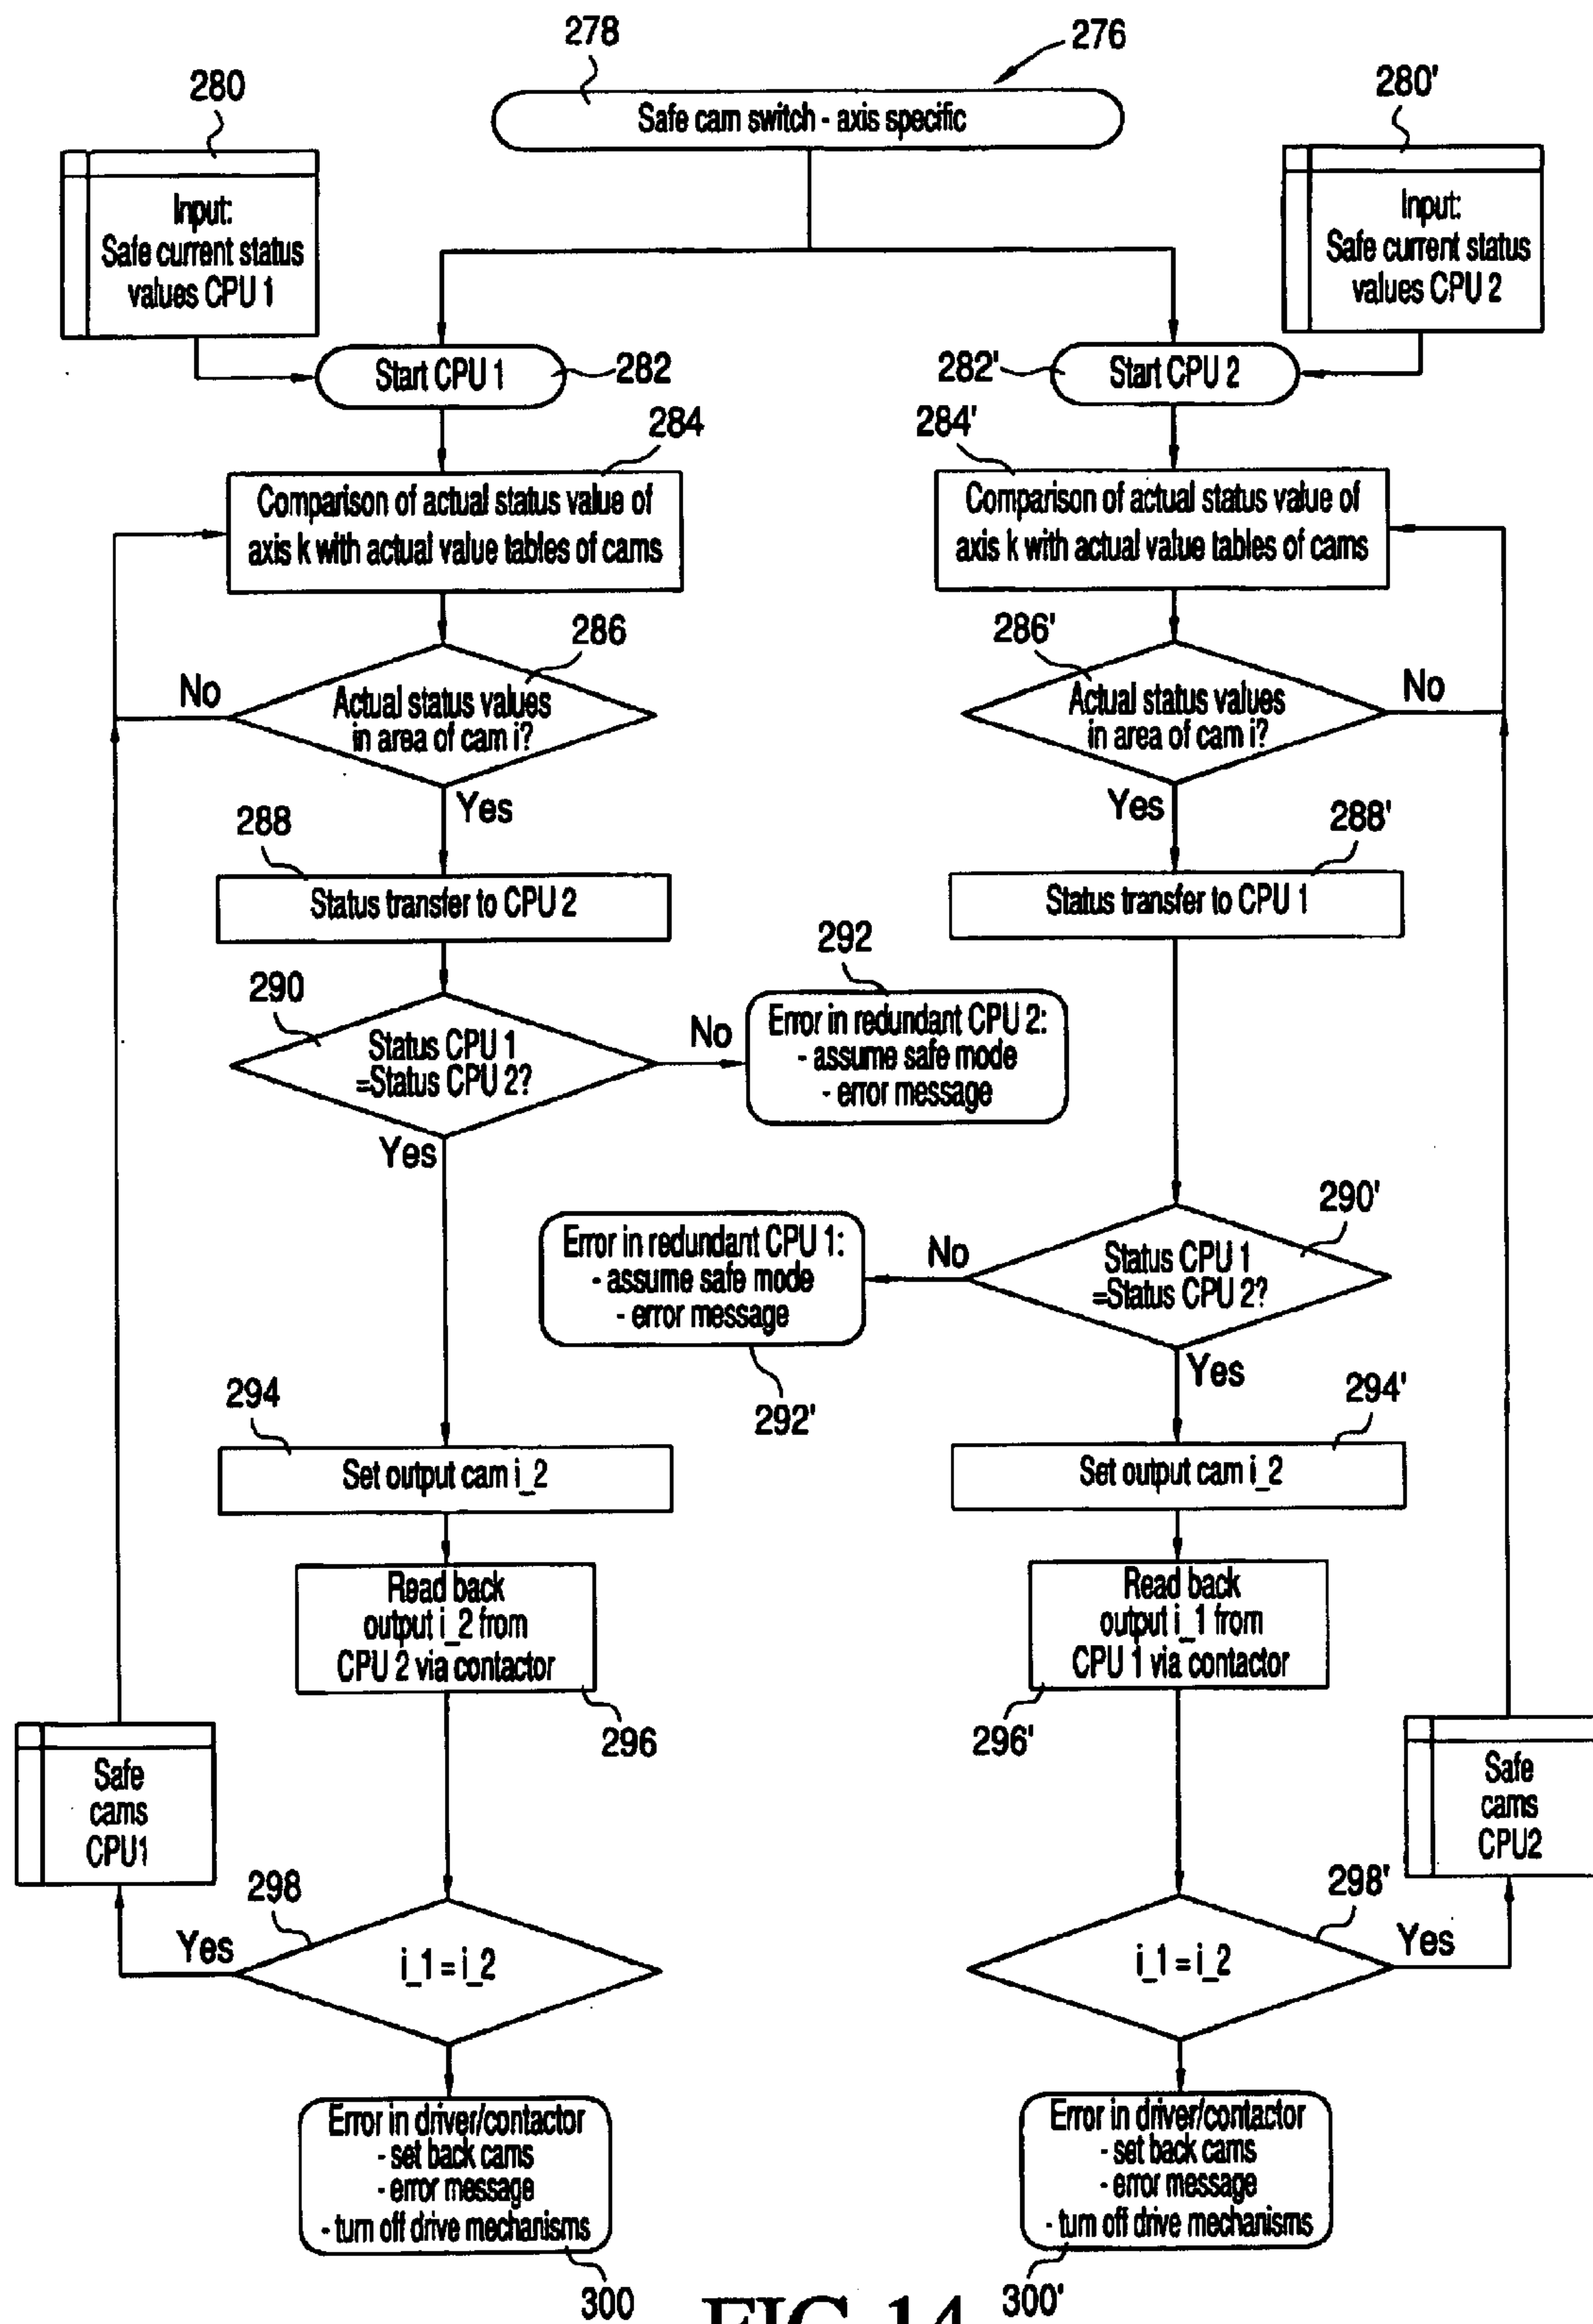 278
276
280
280'
Safe cam switch - axis specific
Input:
Safe current status
values CPU 1
Input:
Safe current status
values CPU 2
Start CPU 1
282
282'
Start CPU 2
284
284'
Comparison of actual status value of
axis k with actual value tables of cams
Comparison of actual status value of
axis k with actual value tables of cams
286
286'
No
Actual status values
in area of cam i?
Actual status values
in area of cam i?
No
Yes
Yes
288
288'
Status transfer to CPU 2
Status transfer to CPU 1
292
290
Status CPU 1
=Status CPU 2?
No
Error in redundant CPU 2:
- assume safe mode
- error message
Yes
290'
Error in redundant CPU 1:
- assume safe mode
- error message
No
Status CPU 1
=Status CPU 2?
Yes
292'
294
294'
Set output cam i_2
Set output cam i_2
Read back
output i_2 from
CPU 2 via contactor
Read back
output i_1 from
CPU 1 via contactor
296
296'
Safe
cams
CPU1
Safe
cams
CPU2
298
298'
Yes
i_1 = i_2
i_1 = i_2
Yes
Error in driver/contactor
- set back cams
- error message
- turn off drive mechanisms
Error in driver/contactor
- set back cams
- error message
- turn off drive mechanisms
300
300'
FIG. 14